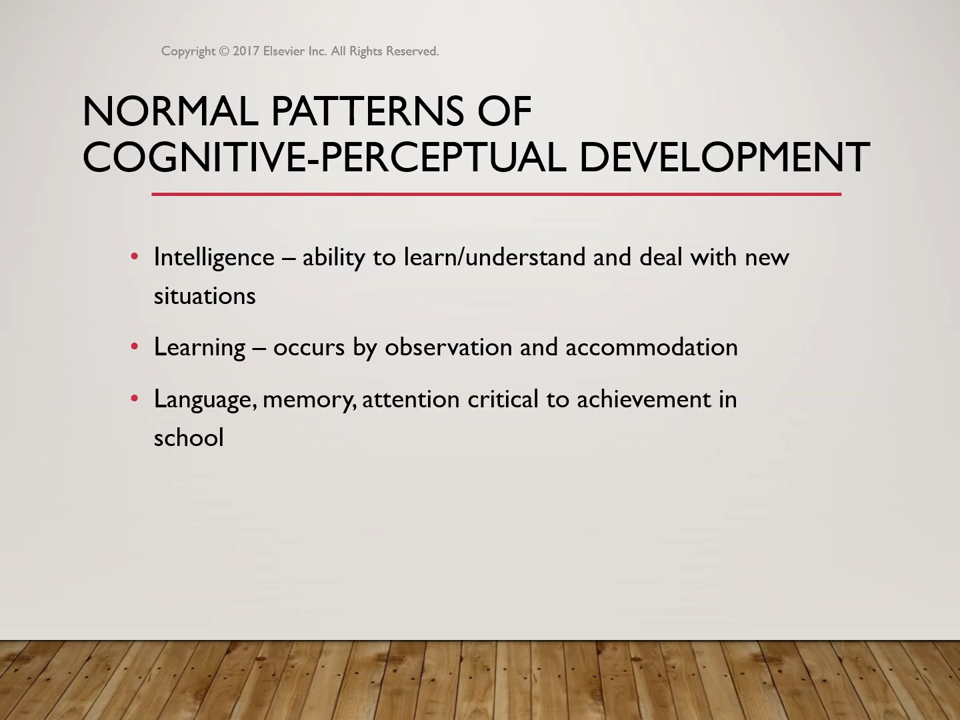 Copyright © 2017 Elsevier Inc. All Rights Reserved.
NORMAL PATTERNS OF
COGNITIVE-PERCEPTUAL DEVELOPMENT
• Intelligence – ability to learn/understand and deal with new
situations
• Learning – occurs by observation and accommodation
• Language, memory, attention critical to achievement in
school